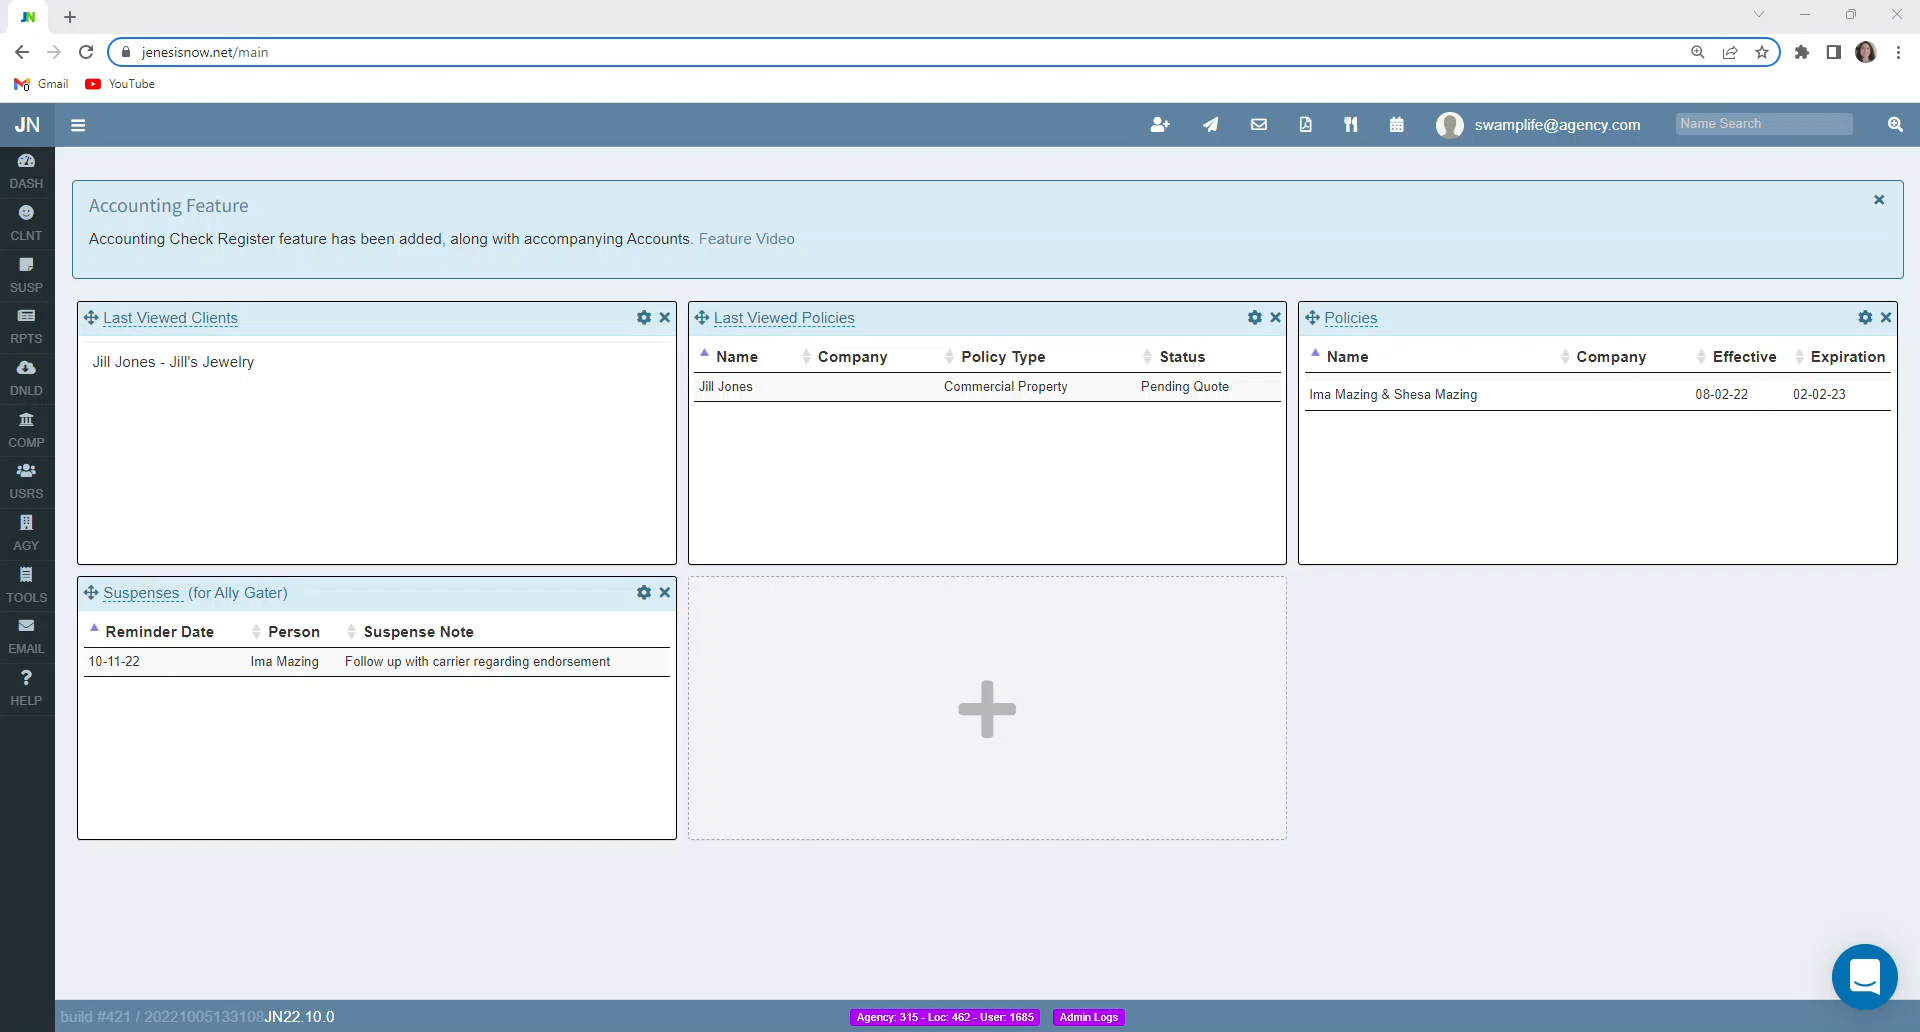 JN
jenesisnow.net/main
Gmail
YouTube
JN
swamplife@agency.com
Name Search
DASH
CLNT
SUSP
RPTS
DNLD
COMP
USRS
AGY
TOOLS
EMAIL
HELP
Accounting Feature
Accounting Check Register feature has been added, along with accompanying Accounts. Feature Video
Last Viewed Clients
Jill Jones - Jill's Jewelry
Last Viewed Policies
Name Company Policy Type Status
Jill Jones Commercial Property Pending Quote
Policies
Name Company Effective Expiration
Ima Mazing & Shesa Mazing 08-02-22 02-02-23
Suspenses (for Ally Gater)
Reminder Date Person Suspense Note
10-11-22 Ima Mazing Follow up with carrier regarding endorsement
build #421 / 20221005133108JN22.10.0
Agency: 315 - Loc: 462 - User: 1685
Admin Logs